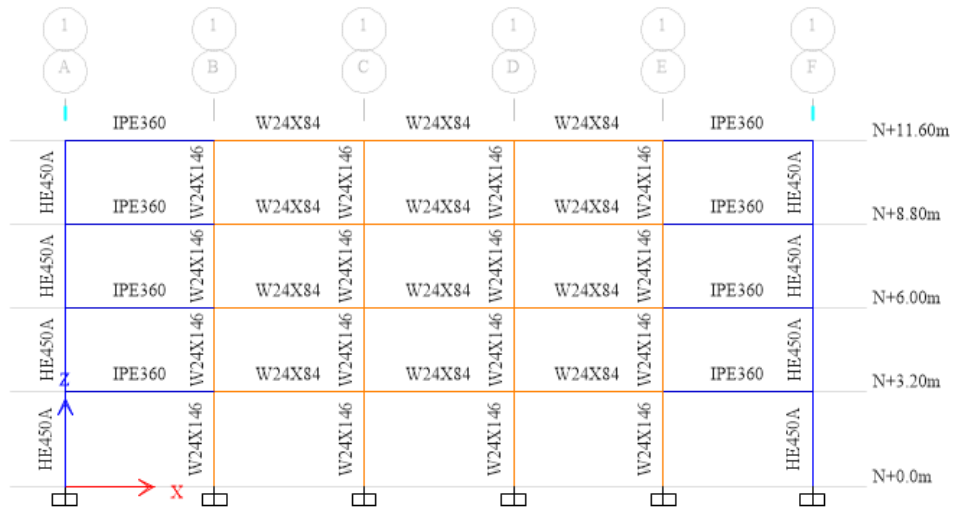 1 1 1 1 1 1
A B C D E F
IPE360 W24X84 W24X84 W24X84 IPE360
N+11.60m
HE450A W24X146 W24X146 W24X146 W24X146 HE450A
IPE360 W24X84 W24X84 W24X84 IPE360
N+8.80m
HE450A W24X146 W24X146 W24X146 W24X146 HE450A
IPE360 W24X84 W24X84 W24X84 IPE360
N+6.00m
HE450A W24X146 W24X146 W24X146 W24X146 HE450A
IPE360 W24X84 W24X84 W24X84 IPE360
N+3.20m
Z
HE450A W24X146 W24X146 W24X146 W24X146 HE450A
N+0.0m
X